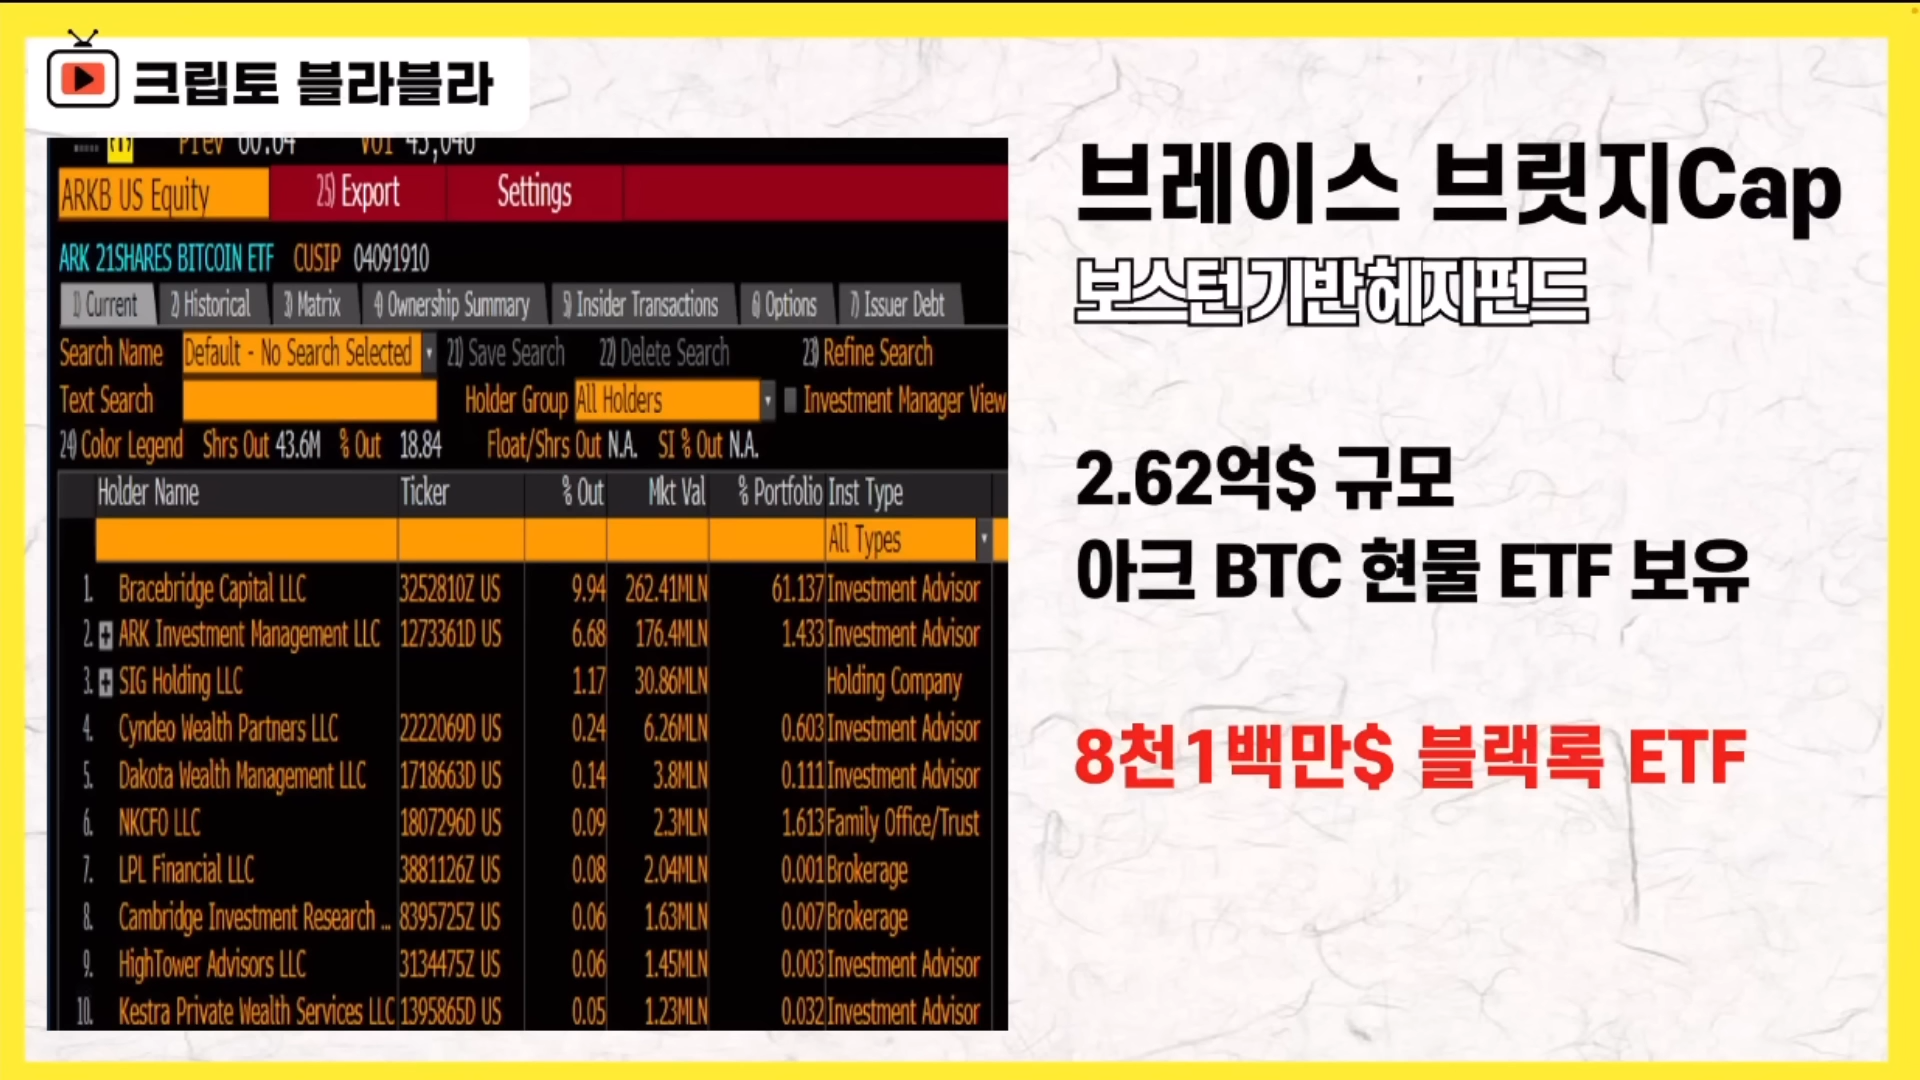 크립토 블라블라
Prev 60.64 Vol 43,046
ARKB US Equity 25) Export Settings
ARK 21SHARES BITCOIN ETF CUSIP 04091910
1) Current 2) Historical 3) Matrix 4) Ownership Summary 5) Insider Transactions 6) Options 7) Issuer Debt
Search Name Default - No Search Selected 21) Save Search 22) Delete Search 23) Refine Search
Text Search Holder Group All Holders Investment Manager View
24) Color Legend Shrs Out 43.6M % Out 18.84 Float/Shrs Out N.A. SI % Out N.A.
Holder Name Ticker % Out Mkt Val % Portfolio Inst Type
All Types
1. Bracebridge Capital LLC 3252810Z US 9.94 262.41MLN 61.137 Investment Advisor
2. ARK Investment Management LLC 1273361D US 6.68 176.4MLN 1.433 Investment Advisor
3. SIG Holding LLC 1.17 30.86MLN Holding Company
4. Cyndeo Wealth Partners LLC 2222069D US 0.24 6.26MLN 0.603 Investment Advisor
5. Dakota Wealth Management LLC 1718663D US 0.14 3.8MLN 0.111 Investment Advisor
6. NKCFO LLC 1807296D US 0.09 2.3MLN 1.613 Family Office/Trust
7. LPL Financial LLC 3881126Z US 0.08 2.04MLN 0.001 Brokerage
8. Cambridge Investment Research ... 8395725Z US 0.06 1.63MLN 0.007 Brokerage
9. HighTower Advisors LLC 3134475Z US 0.06 1.45MLN 0.003 Investment Advisor
10. Kestra Private Wealth Services LLC 1395865D US 0.05 1.23MLN 0.032 Investment Advisor
브레이스 브릿지Cap
보스턴 기반 헤지펀드
2.62억$ 규모
아크 BTC 현물 ETF 보유
8천1백만$ 블랙록 ETF